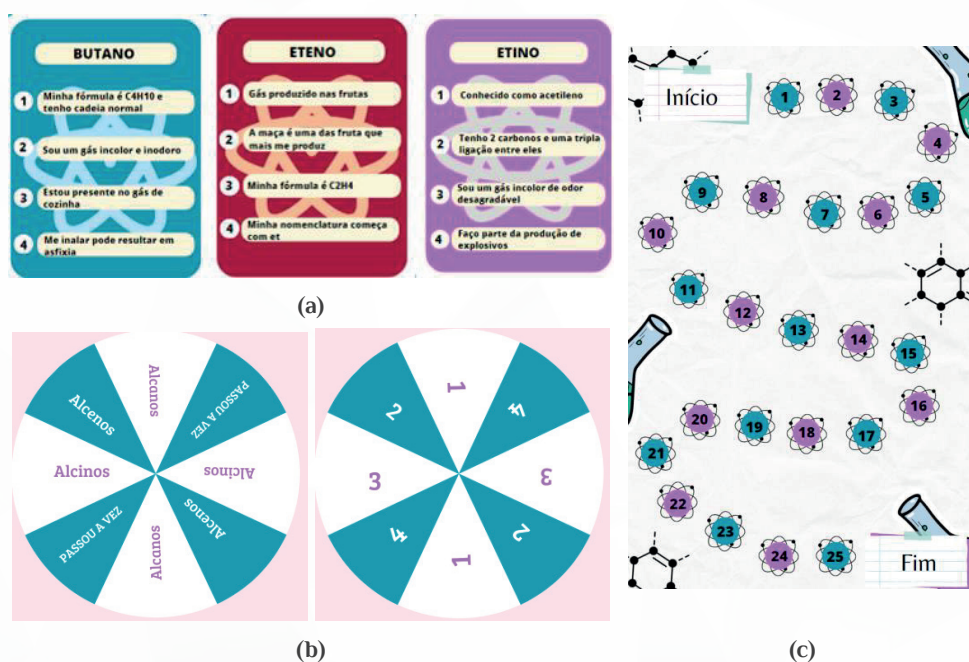 BUTANO
1 Minha fórmula é C4H10 e
tenho cadeia normal
2 Sou um gás incolor e inodoro
3 Estou presente no gás de
cozinha
4 Me inalar pode resultar em
asfixia
ETENO
1 Gás produzido nas frutas
2 A maça é uma das fruta que
mais me produz
3 Minha fórmula é C2H4
4 Minha nomenclatura começa
com et
ETINO
1 Conhecido como acetileno
2 Tenho 2 carbonos e uma tripla
ligação entre eles
3 Sou um gás incolor de odor
desagradável
4 Faço parte da produção de
explosivos
(a)
Alcanos
PASSOU A VEZ
Alcinos
Alcenos
Alcanos
PASSOU A VEZ
Alcinos
Alcenos
1
4
3
2
1
4
3
2
(b)
Início
1
2
3
4
5
6
7
8
9
10
11
12
13
14
15
16
17
18
19
20
21
22
23
24
25
Fim
(c)